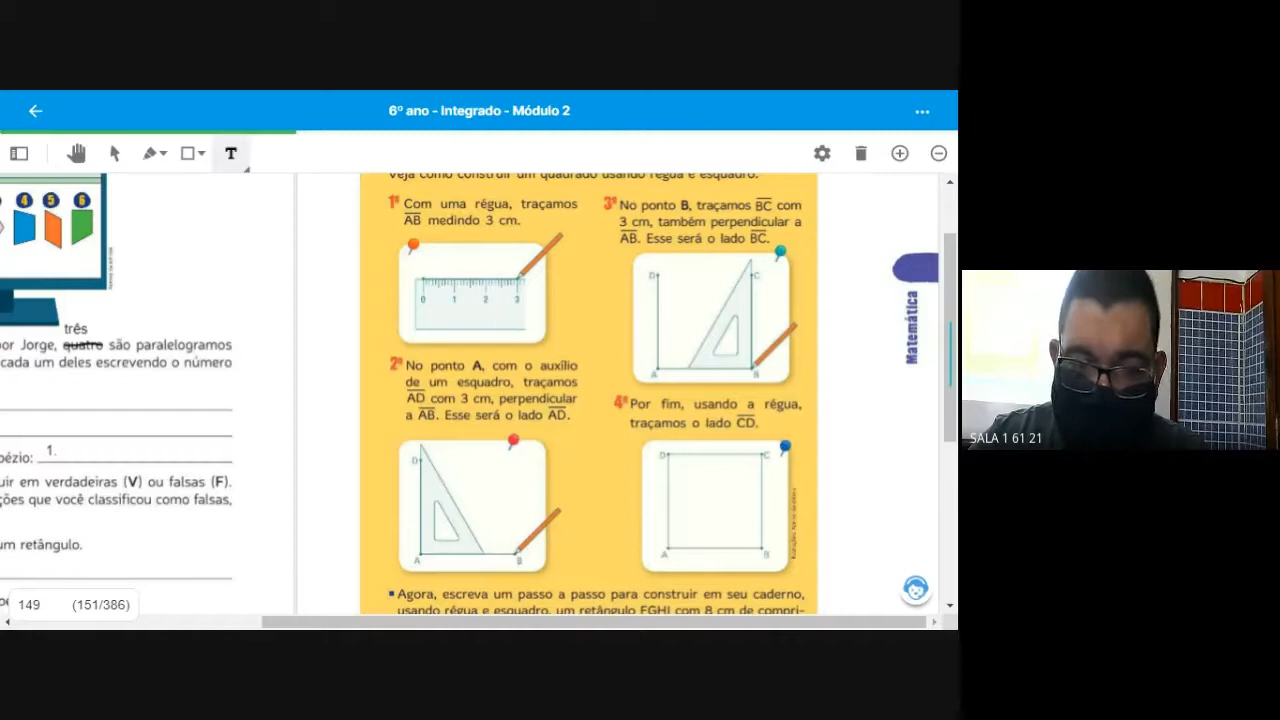 6º ano - Integrado - Módulo 2
T
4 5 6
três
por Jorge, quatro são paralelogramos
cada um deles escrevendo o número
pézio: 1.
uir em verdadeiras (V) ou falsas (F).
ções que você classificou como falsas,
um retângulo.
149 (151/386)
Veja como construir um quadrado usando régua e esquadro.
1º Com uma régua, traçamos
AB medindo 3 cm.
0 1 2 3
2º No ponto A, com o auxílio
de um esquadro, traçamos
AD com 3 cm, perpendicular
a AB. Esse será o lado AD.
D
A B
3º No ponto B, traçamos BC com
3 cm, também perpendicular a
AB. Esse será o lado BC.
D C
A B
4º Por fim, usando a régua,
traçamos o lado CD.
D C
A B
Agora, escreva um passo a passo para construir em seu caderno,
usando régua e esquadro, um retângulo FGHI com 8 cm de compri-
Matemática
SALA 1 61 21